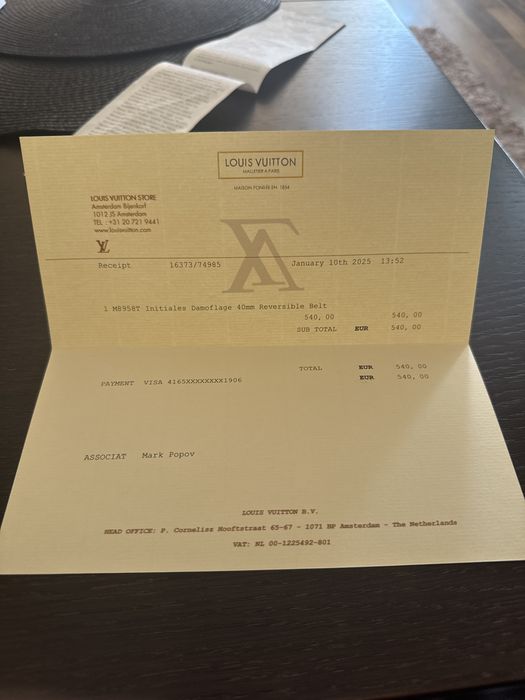 LOUIS VUITTON
MALLETIER A PARIS
MAISON FONDÉE EN 1854
LOUIS VUITTON STORE
Amsterdam Bijenkorf
1012 JS Amsterdam
TEL : +31 20 721 9441
www.louisvuitton.com
LV
Receipt 16373/74985 January 10th 2025 13:52
1 M8958T Initiales Damoflage 40mm Reversible Belt
540, 00 540, 00
SUB TOTAL EUR 540, 00
TOTAL EUR 540, 00
EUR 540, 00
PAYMENT VISA 4165XXXXXXXX1906
ASSOCIAT Mark Popov
LOUIS VUITTON B.V.
HEAD OFFICE: P. Cornelisz Hooftstraat 65-67 - 1071 BP Amsterdam - The Netherlands
VAT: NL 00-1225492-801